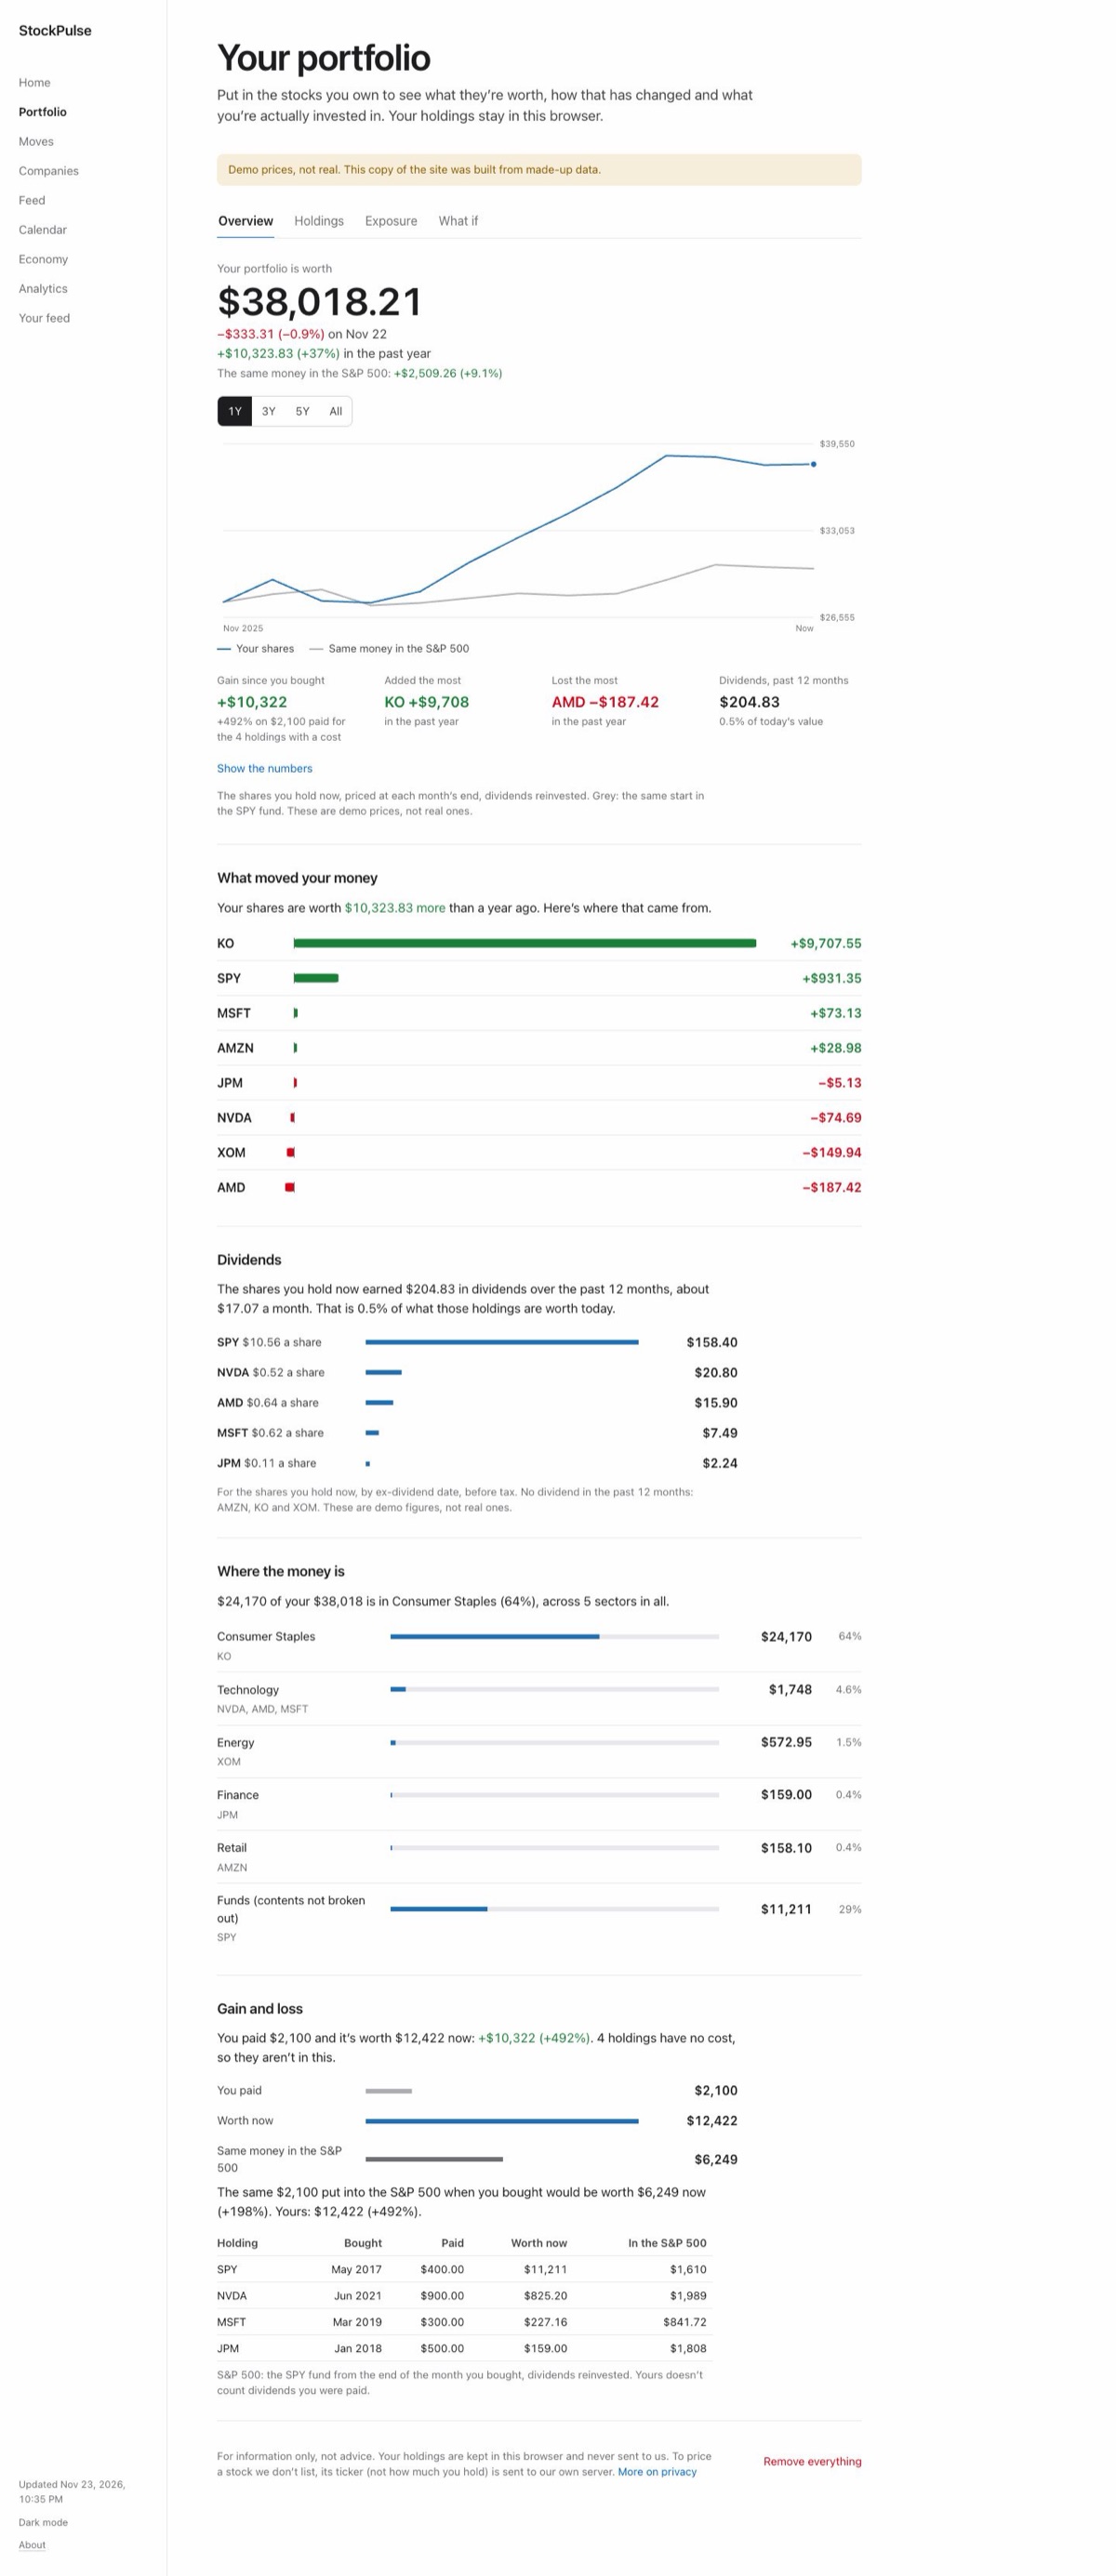 StockPulse
Home
Portfolio
Moves
Companies
Feed
Calendar
Economy
Analytics
Your feed
Your portfolio
Put in the stocks you own to see what they’re worth, how that has changed and what
you’re actually invested in. Your holdings stay in this browser.
Demo prices, not real. This copy of the site was built from made-up data.
Overview Holdings Exposure What if
Your portfolio is worth
$38,018.21
−$333.31 (−0.9%) on Nov 22
+$10,323.83 (+37%) in the past year
The same money in the S&P 500: +$2,509.26 (+9.1%)
1Y 3Y 5Y All
$39,550
$33,053
$26,555
Nov 2025 Now
Your shares Same money in the S&P 500
Gain since you bought
+$10,322
+492% on $2,100 paid for
the 4 holdings with a cost
Added the most
KO +$9,708
in the past year
Lost the most
AMD −$187.42
in the past year
Dividends, past 12 months
$204.83
0.5% of today’s value
Show the numbers
The shares you hold now, priced at each month’s end, dividends reinvested. Grey: the same start in
the SPY fund. These are demo prices, not real ones.
What moved your money
Your shares are worth $10,323.83 more than a year ago. Here’s where that came from.
KO +$9,707.55
SPY +$931.35
MSFT +$73.13
AMZN +$28.98
JPM −$5.13
NVDA −$74.69
XOM −$149.94
AMD −$187.42
Dividends
The shares you hold now earned $204.83 in dividends over the past 12 months, about
$17.07 a month. That is 0.5% of what those holdings are worth today.
SPY $10.56 a share $158.40
NVDA $0.52 a share $20.80
AMD $0.64 a share $15.90
MSFT $0.62 a share $7.49
JPM $0.11 a share $2.24
For the shares you hold now, by ex-dividend date, before tax. No dividend in the past 12 months:
AMZN, KO and XOM. These are demo figures, not real ones.
Where the money is
$24,170 of your $38,018 is in Consumer Staples (64%), across 5 sectors in all.
Consumer Staples $24,170 64%
KO
Technology $1,748 4.6%
NVDA, AMD, MSFT
Energy $572.95 1.5%
XOM
Finance $159.00 0.4%
JPM
Retail $158.10 0.4%
AMZN
Funds (contents not broken
out) $11,211 29%
SPY
Gain and loss
You paid $2,100 and it’s worth $12,422 now: +$10,322 (+492%). 4 holdings have no cost,
so they aren’t in this.
You paid $2,100
Worth now $12,422
Same money in the S&P
500 $6,249
The same $2,100 put into the S&P 500 when you bought would be worth $6,249 now
(+198%). Yours: $12,422 (+492%).
Holding Bought Paid Worth now In the S&P 500
SPY May 2017 $400.00 $11,211 $1,610
NVDA Jun 2021 $900.00 $825.20 $1,989
MSFT Mar 2019 $300.00 $227.16 $841.72
JPM Jan 2018 $500.00 $159.00 $1,808
S&P 500: the SPY fund from the end of the month you bought, dividends reinvested. Yours doesn’t
count dividends you were paid.
For information only, not advice. Your holdings are kept in this browser and never sent to us. To price
a stock we don’t list, its ticker (not how much you hold) is sent to our own server. More on privacy
Remove everything
Updated Nov 23, 2026,
10:35 PM
Dark mode
About